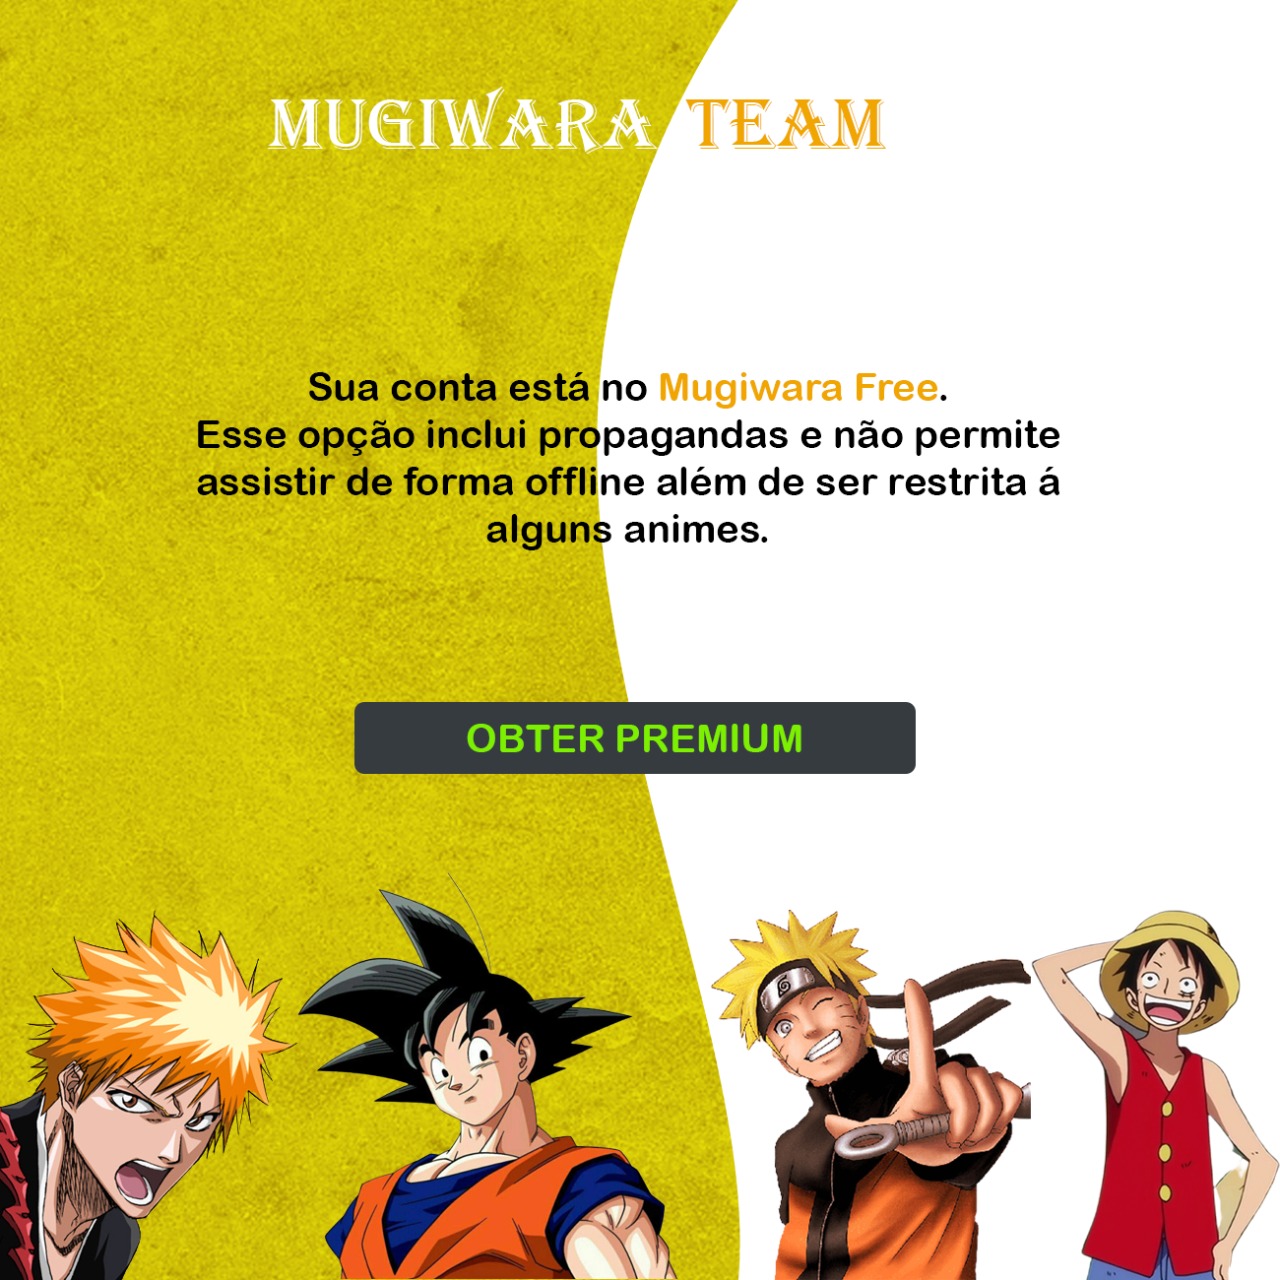 MUGIWARA TEAM
Sua conta está no Mugiwara Free.
Esse opção inclui propagandas e não permite
assistir de forma offline além de ser restrita á
alguns animes.
OBTER PREMIUM